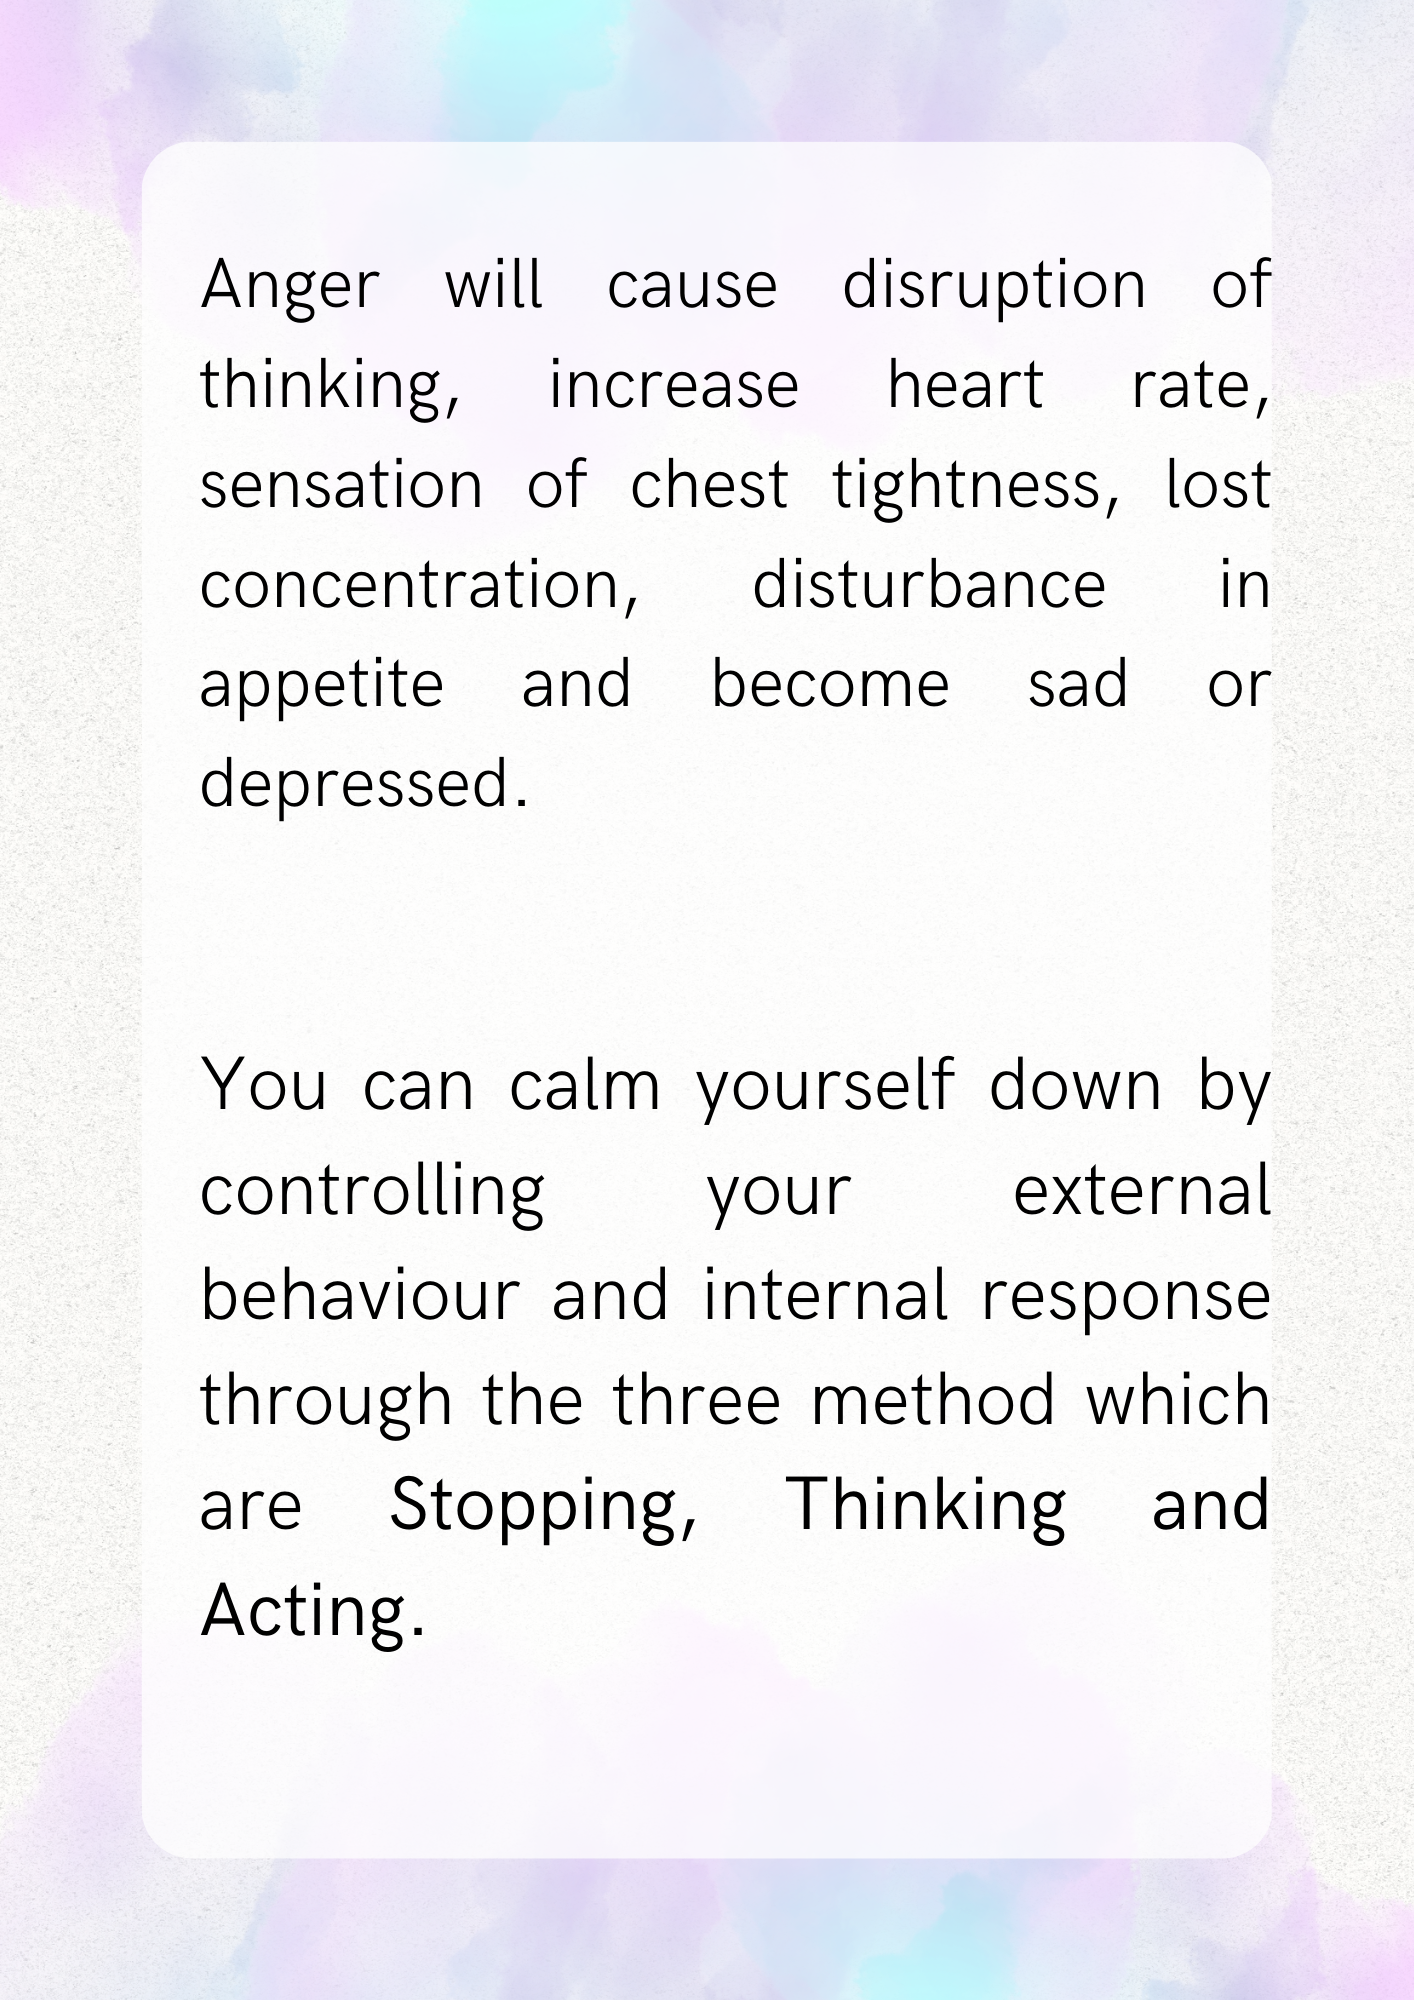 Anger will cause disruption of
thinking, increase heart rate,
sensation of chest tightness, lost
concentration, disturbance in
appetite and become sad or
depressed.
You can calm yourself down by
controlling your external
behaviour and internal response
through the three method which
are Stopping, Thinking and
Acting.